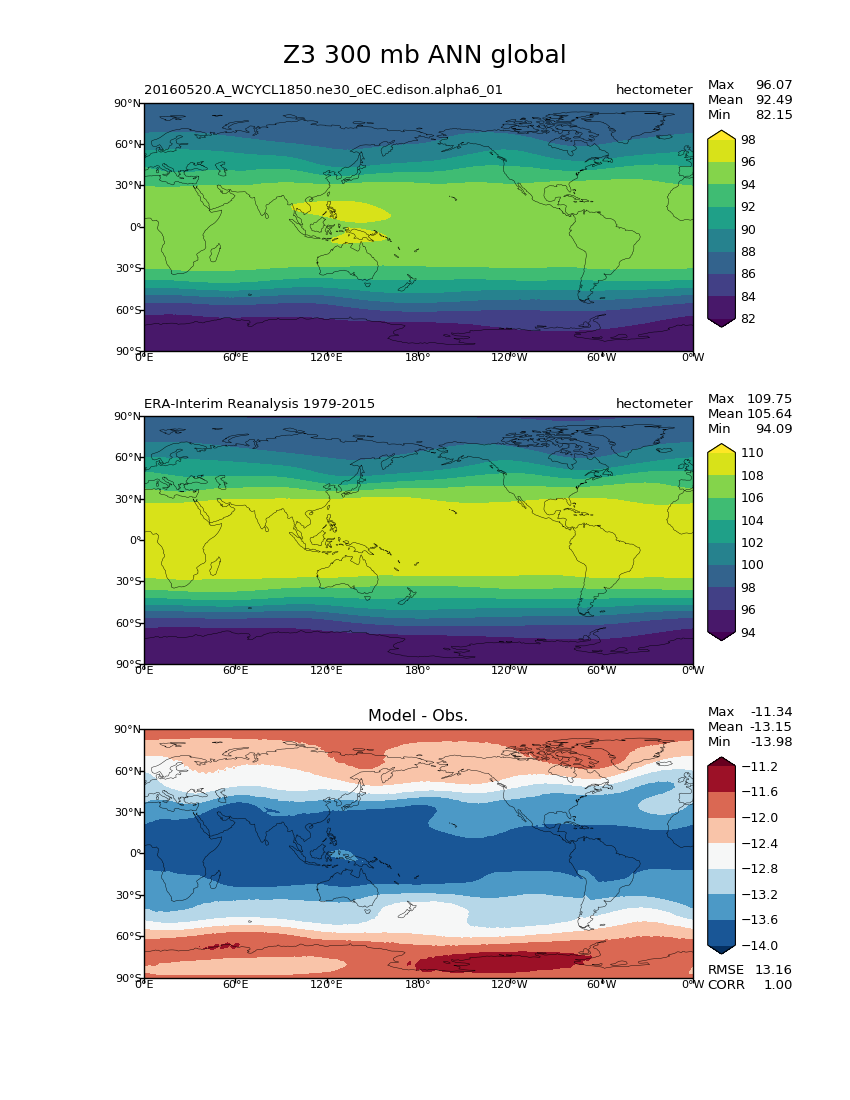 Z3 300 mb ANN global
20160520.A_WCYCL1850.ne30_oEC.edison.alpha6_01 hectometer
Max 96.07
Mean 92.49
Min 82.15
90°N
60°N
30°N
0°
30°S
60°S
90°S
0°E 60°E 120°E 180° 120°W 60°W 0°W
98
96
94
92
90
88
86
84
82
ERA-Interim Reanalysis 1979-2015 hectometer
Max 109.75
Mean 105.64
Min 94.09
90°N
60°N
30°N
0°
30°S
60°S
90°S
0°E 60°E 120°E 180° 120°W 60°W 0°W
110
108
106
104
102
100
98
96
94
Model - Obs.
Max -11.34
Mean -13.15
Min -13.98
90°N
60°N
30°N
0°
30°S
60°S
90°S
0°E 60°E 120°E 180° 120°W 60°W 0°W
−11.2
−11.6
−12.0
−12.4
−12.8
−13.2
−13.6
−14.0
RMSE 13.16
CORR 1.00